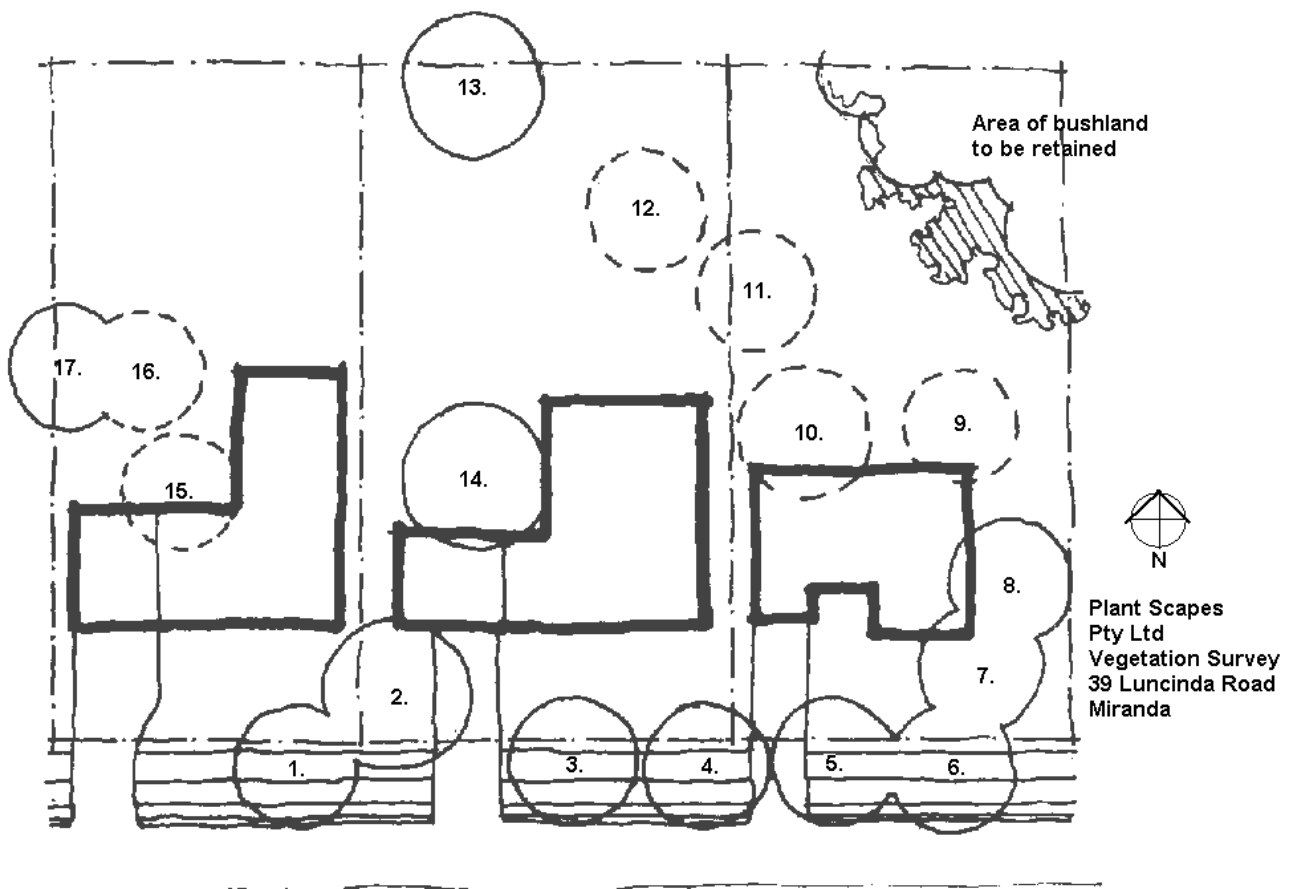 13.
Area of bushland
to be retained
12.
11.
17.
16.
10.
9.
15.
14.
N
8.
Plant Scapes
Pty Ltd
Vegetation Survey
39 Luncinda Road
Miranda
7.
2.
1.
3.
4.
5.
6.